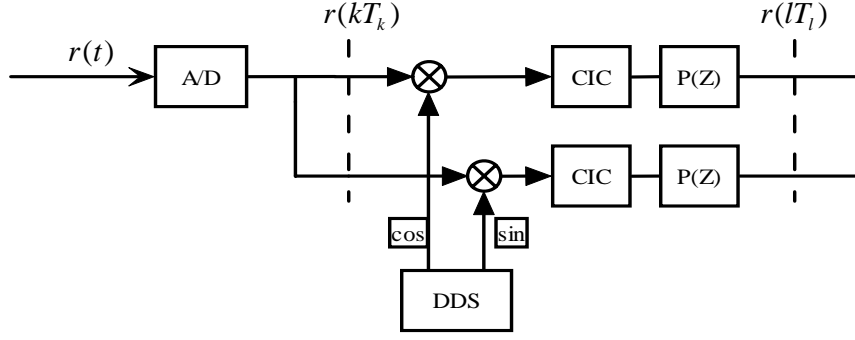 r(kT_k)
r(lT_l)
r(t)
A/D
CIC
P(Z)
CIC
P(Z)
cos
sin
DDS